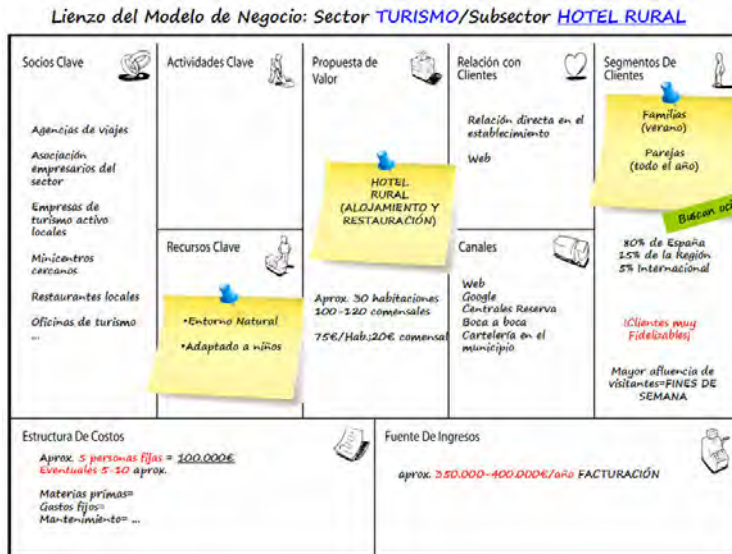 Lienzo del Modelo de Negocio: Sector TURISMO/Subsector HOTEL RURAL
Socios Clave
Agencias de viajes
Asociación
empresarios del
sector
Empresas de
turismo activo
locales
Minicentros
cercanos
Restaurantes locales
Oficinas de turismo
...
Actividades Clave
Recursos Clave
•Entorno Natural
•Adaptado a niños
Propuesta de
Valor
HOTEL
RURAL
(ALOJAMIENTO Y
RESTAURACIÓN)
Aprox. 30 habitaciones
100-120 comensales
75€/Hab.;20€ comensal
Relación con
Clientes
Relación directa en el
establecimiento
Web
Canales
Web
Google
Centrales Reserva
Boca a boca
Cartelería en el
municipio
Segmentos De
Clientes
Familias
(verano)
Parejas
(todo el año)
Buscan
80% de España
15% de la Región
5% Internacional
¡Clientes muy
Fidelizables¡
Mayor afluencia de
visitantes=FINES DE
SEMANA
Estructura De Costos
Aprox. 5 personas fijas = 100.000€
Eventuales 5-10 aprox.
Materias primas=
Gastos fijos=
Mantenimiento= ...
Fuente De Ingresos
aprox. 350.000-400.000€/año FACTURACIÓN